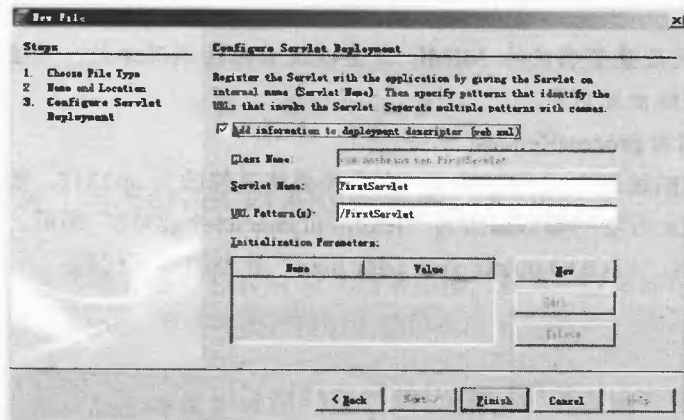 New File
Steps
1. Choose File Type
2 Name and Location
3. Configure Servlet
Deployment
Configure Servlet Deployment
Register the Servlet with the application by giving the Servlet an
internal name (Servlet Name). Then specify patterns that identify the
URLs that invoke the Servlet. Separate multiple patterns with commas.
Add information to deployment descriptor (web xml)
Class Name:
com netbeans ven FirstServlet
Servlet Name:
FirstServlet
URL Pattern(s):
/FirstServlet
Initialization Parameters:
Name Value
New
Edit
Delete
< Back
Next >
Finish
Cancel
Help